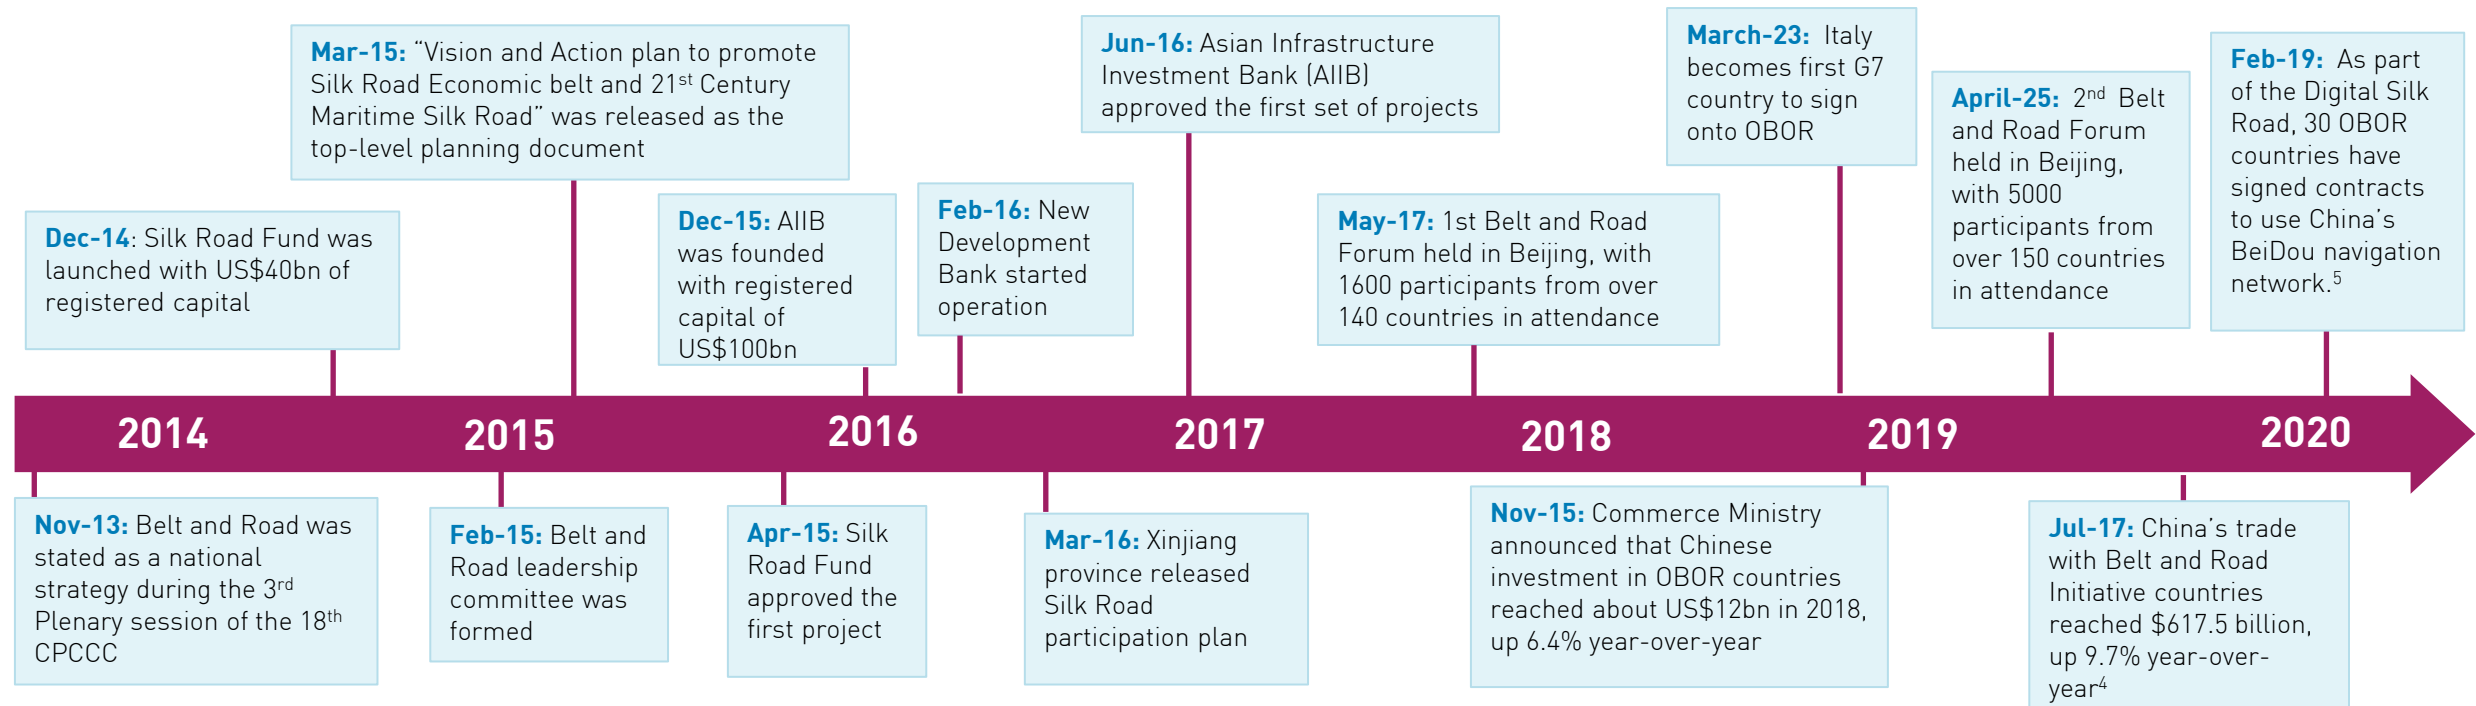 Mar-15: “Vision and Action plan to promote
Silk Road Economic belt and 21st Century
Maritime Silk Road” was released as the
top-level planning document
Jun-16: Asian Infrastructure
Investment Bank (AIIB)
approved the first set of projects
March-23: Italy
becomes first G7
country to sign
onto OBOR
Feb-19: As part
of the Digital Silk
Road, 30 OBOR
countries have
signed contracts
to use China’s
BeiDou navigation
network.5
April-25: 2nd Belt
and Road Forum
held in Beijing,
with 5000
participants from
over 150 countries
in attendance
Dec-14: Silk Road Fund was
launched with US$40bn of
registered capital
Dec-15: AIIB
was founded
with registered
capital of
US$100bn
Feb-16: New
Development
Bank started
operation
May-17: 1st Belt and Road
Forum held in Beijing, with
1600 participants from over
140 countries in attendance
2014
2015
2016
2017
2018
2019
2020
Nov-13: Belt and Road was
stated as a national
strategy during the 3rd
Plenary session of the 18th
CPCCC
Feb-15: Belt and
Road leadership
committee was
formed
Apr-15: Silk
Road Fund
approved the
first project
Mar-16: Xinjiang
province released
Silk Road
participation plan
Nov-15: Commerce Ministry
announced that Chinese
investment in OBOR countries
reached about US$12bn in 2018,
up 6.4% year-over-year
Jul-17: China’s trade
with Belt and Road
Initiative countries
reached $617.5 billion,
up 9.7% year-over-
year4